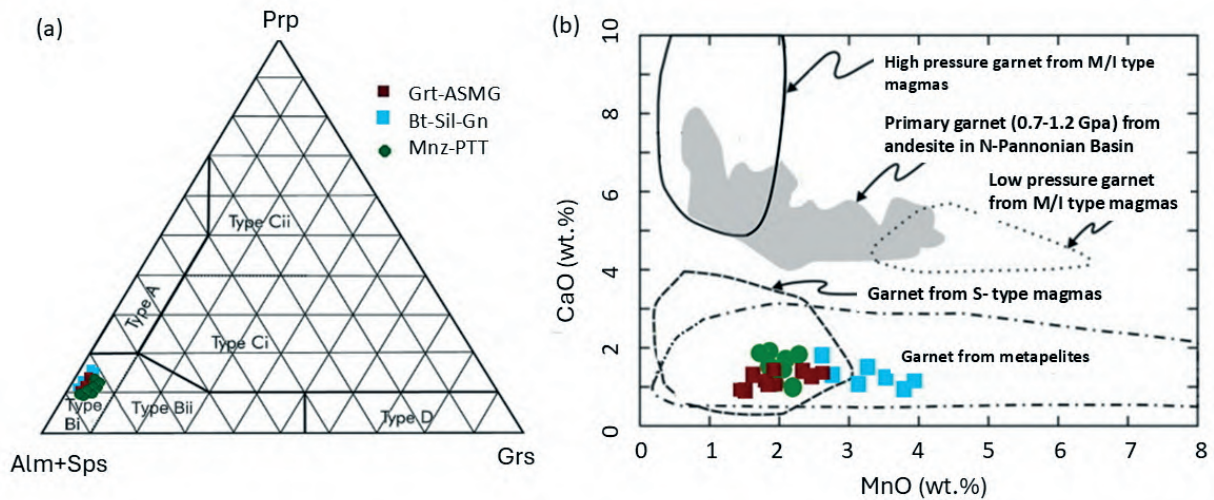 (a)
Prp
Grt-ASMG
Bt-Sil-Gn
Mnz-PTT
Type Cii
Type A
Type Ci
Type
Bi
Type Bii
Type D
Alm+Sps
Grs
(b)
10
8
6
4
2
0
CaO (wt.%)
High pressure garnet from M/I type
magmas
Primary garnet (0.7-1.2 Gpa) from
andesite in N-Pannonian Basin
Low pressure garnet
from M/I type magmas
Garnet from S- type magmas
Garnet from metapelites
0 1 2 3 4 5 6 7 8
MnO (wt.%)